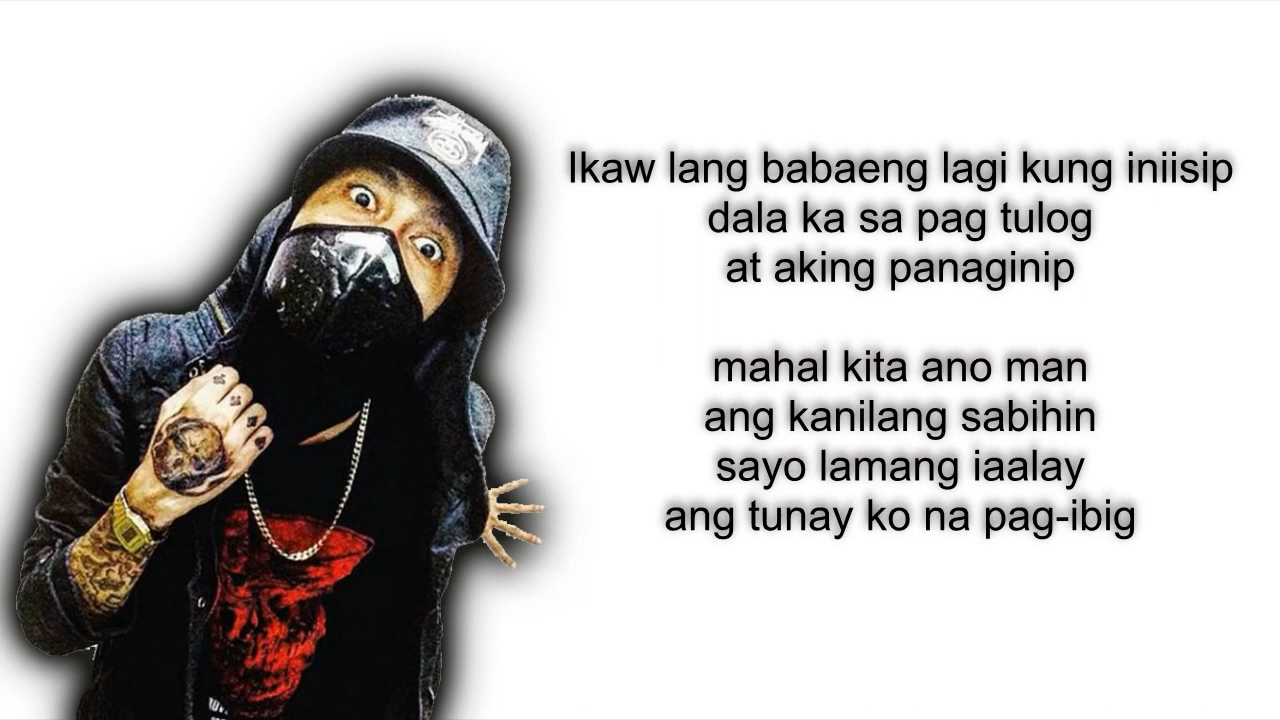 Ikaw lang babaeng lagi kung iniisip
dala ka sa pag tulog
at aking panaginip
mahal kita ano man
ang kanilang sabihin
sayo lamang iaalay
ang tunay ko na pag-ibig